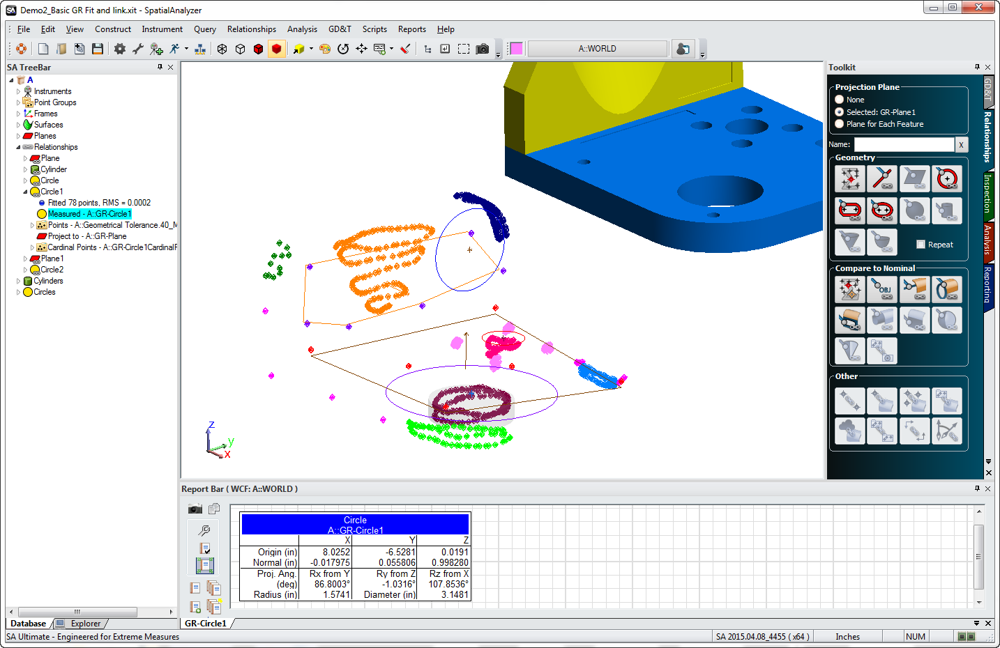 SA Demo2_Basic GR Fit and link.xit - SpatialAnalyzer
File Edit View Construct Instrument Query Relationships Analysis GD&T Scripts Reports Help
A::WORLD
SA TreeBar
A
Instruments
Point Groups
Frames
Surfaces
Planes
Relationships
Plane
Cylinder
Circle
Circle1
Fitted 78 points, RMS = 0.0002
Measured - A::GR-Circle1
Points - A::Geometrical Tolerance.40_M
Project to - A::GR-Plane
Cardinal Points - A::GR-Circle1CardinalF
Plane1
Circle2
Cylinders
Circles
Database Explorer
Z
Y
X
Toolkit
Projection Plane
None
Selected: GR-Plane1
Plane for Each Feature
Name: X
Geometry
Repeat
Compare to Nominal
OBJ
Other
GD&T
Relationships
Inspection
Analysis
Reporting
Report Bar ( WCF: A::WORLD )
Circle
A::GR-Circle1
X Y Z
Origin (in) 8.0252 -6.5281 0.0191
Normal (in) -0.017975 0.055806 0.998280
Proj. Ang. Rx from Y Ry from Z Rz from X
(deg) 86.8003° -1.0316° 107.8536°
Radius (in) 1.5741 Diameter (in) 3.1481
GR-Circle1
SA Ultimate - Engineered for Extreme Measures
SA 2015.04.08_4455 ( x64 )
Inches
NUM